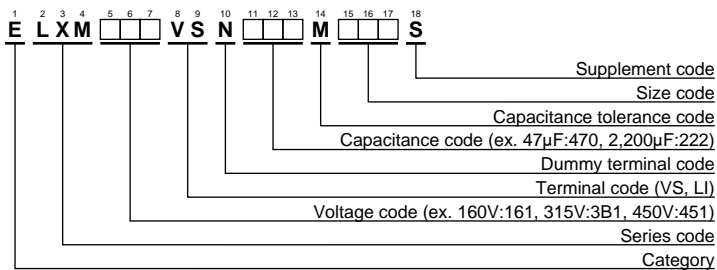 1 2 3 4 5 6 7 8 9 10 11 12 13 14 15 16 17 18
E L X M □□□ V S N □□□ M □□□ S
Supplement code
Size code
Capacitance tolerance code
Capacitance code (ex. 47µF:470, 2,200µF:222)
Dummy terminal code
Terminal code (VS, LI)
Voltage code (ex. 160V:161, 315V:3B1, 450V:451)
Series code
Category